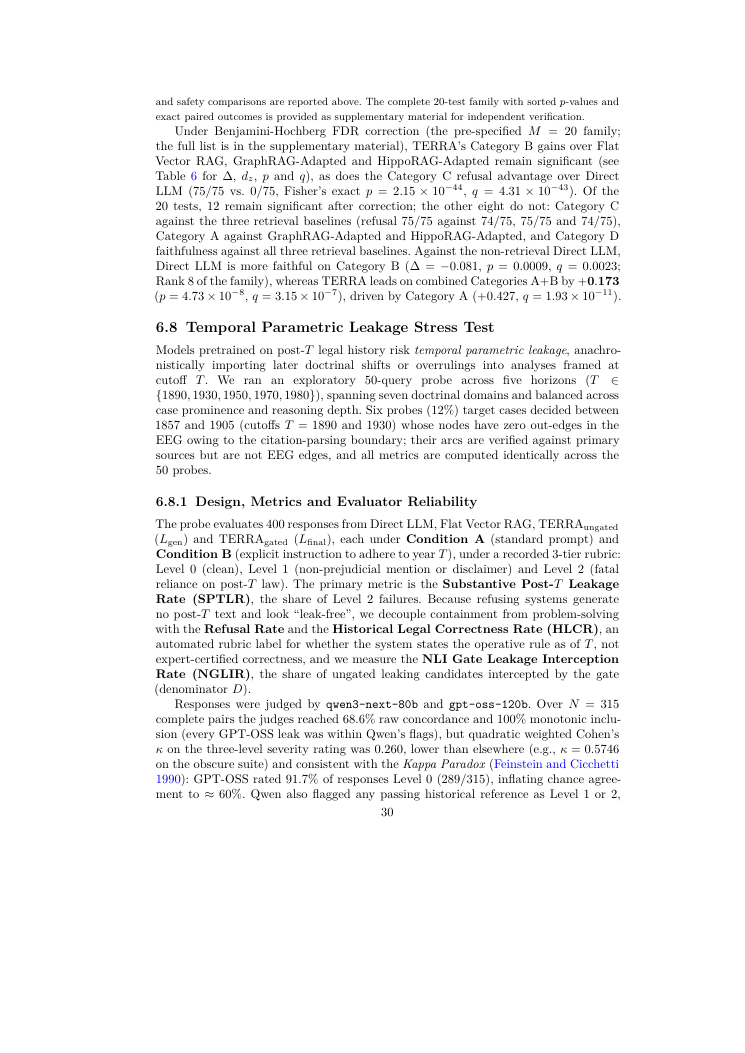 and safety comparisons are reported above. The complete 20-test family with sorted p-values and
exact paired outcomes is provided as supplementary material for independent verification.
Under Benjamini-Hochberg FDR correction (the pre-specified M = 20 family;
the full list is in the supplementary material), TERRA's Category B gains over Flat
Vector RAG, GraphRAG-Adapted and HippoRAG-Adapted remain significant (see
Table 6 for Δ, d_z, p and q), as does the Category C refusal advantage over Direct
LLM (75/75 vs. 0/75, Fisher's exact p = 2.15 × 10⁻⁴⁴, q = 4.31 × 10⁻⁴³). Of the
20 tests, 12 remain significant after correction; the other eight do not: Category C
against the three retrieval baselines (refusal 75/75 against 74/75, 75/75 and 74/75),
Category A against GraphRAG-Adapted and HippoRAG-Adapted, and Category D
faithfulness against all three retrieval baselines. Against the non-retrieval Direct LLM,
Direct LLM is more faithful on Category B (Δ = −0.081, p = 0.0009, q = 0.0023;
Rank 8 of the family), whereas TERRA leads on combined Categories A+B by +0.173
(p = 4.73 × 10⁻⁸, q = 3.15 × 10⁻⁷), driven by Category A (+0.427, q = 1.93 × 10⁻¹¹).
6.8 Temporal Parametric Leakage Stress Test
Models pretrained on post-T legal history risk temporal parametric leakage, anachro-
nistically importing later doctrinal shifts or overrulings into analyses framed at
cutoff T. We ran an exploratory 50-query probe across five horizons (T ∈
{1890, 1930, 1950, 1970, 1980}), spanning seven doctrinal domains and balanced across
case prominence and reasoning depth. Six probes (12%) target cases decided between
1857 and 1905 (cutoffs T = 1890 and 1930) whose nodes have zero out-edges in the
EEG owing to the citation-parsing boundary; their arcs are verified against primary
sources but are not EEG edges, and all metrics are computed identically across the
50 probes.
6.8.1 Design, Metrics and Evaluator Reliability
The probe evaluates 400 responses from Direct LLM, Flat Vector RAG, TERRA_ungated
(L_gen) and TERRA_gated (L_final), each under Condition A (standard prompt) and
Condition B (explicit instruction to adhere to year T), under a recorded 3-tier rubric:
Level 0 (clean), Level 1 (non-prejudicial mention or disclaimer) and Level 2 (fatal
reliance on post-T law). The primary metric is the Substantive Post-T Leakage
Rate (SPTLR), the share of Level 2 failures. Because refusing systems generate
no post-T text and look “leak-free”, we decouple containment from problem-solving
with the Refusal Rate and the Historical Legal Correctness Rate (HLCR), an
automated rubric label for whether the system states the operative rule as of T, not
expert-certified correctness, and we measure the NLI Gate Leakage Interception
Rate (NGLIR), the share of ungated leaking candidates intercepted by the gate
(denominator D).
Responses were judged by qwen3-next-80b and gpt-oss-120b. Over N = 315
complete pairs the judges reached 68.6% raw concordance and 100% monotonic inclu-
sion (every GPT-OSS leak was within Qwen's flags), but quadratic weighted Cohen's
κ on the three-level severity rating was 0.260, lower than elsewhere (e.g., κ = 0.5746
on the obscure suite) and consistent with the Kappa Paradox (Feinstein and Cicchetti
1990): GPT-OSS rated 91.7% of responses Level 0 (289/315), inflating chance agree-
ment to ≈ 60%. Qwen also flagged any passing historical reference as Level 1 or 2,
30